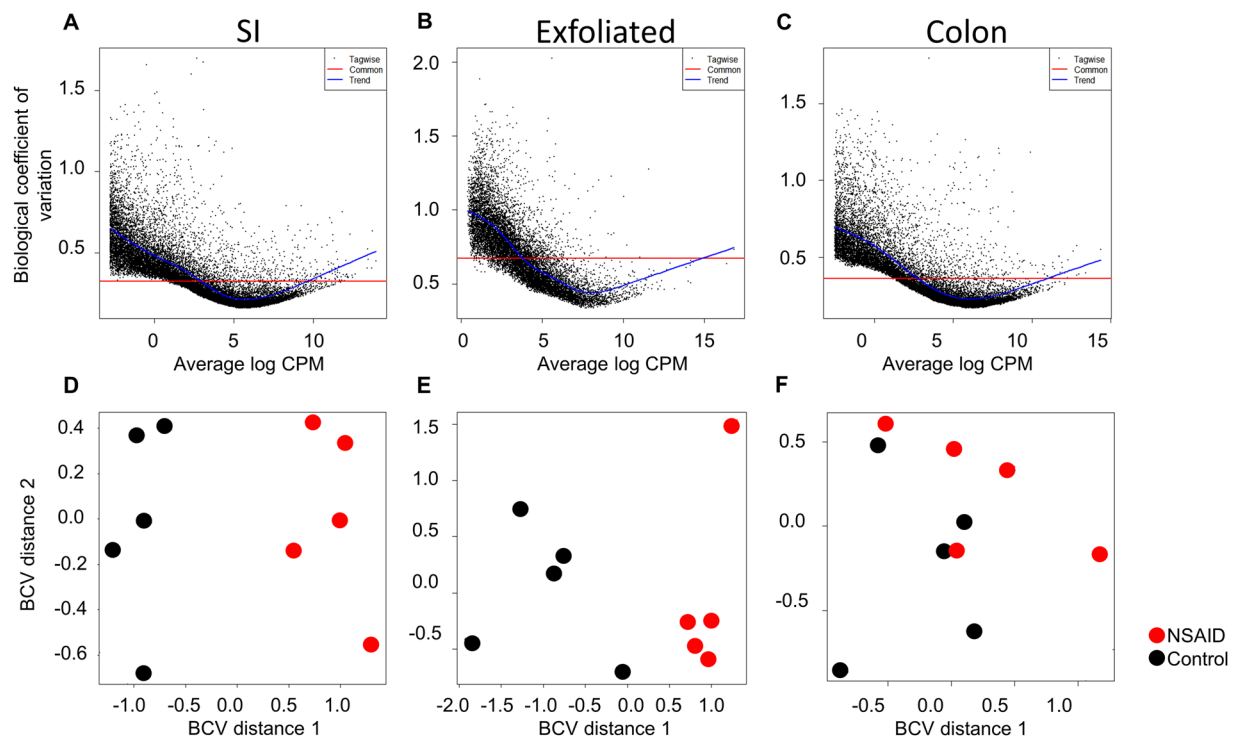 A
SI
B
Exfoliated
C
Colon
Biological coefficient of
variation
1.5
1.0
0.5
Tagwise
Common
Trend
0
5
10
Average log CPM
2.0
1.5
1.0
0.5
Tagwise
Common
Trend
0
5
10
15
Average log CPM
1.5
1.0
0.5
Tagwise
Common
Trend
0
5
10
15
Average log CPM
D
BCV distance 2
0.4
0.2
0.0
-0.2
-0.4
-0.6
-1.0
-0.5
0.0
0.5
1.0
BCV distance 1
E
1.5
1.0
0.5
0.0
-0.5
-2.0
-1.5
-1.0
-0.5
0.0
0.5
1.0
BCV distance 1
F
0.5
0.0
-0.5
-0.5
0.0
0.5
1.0
BCV distance 1
NSAID
Control